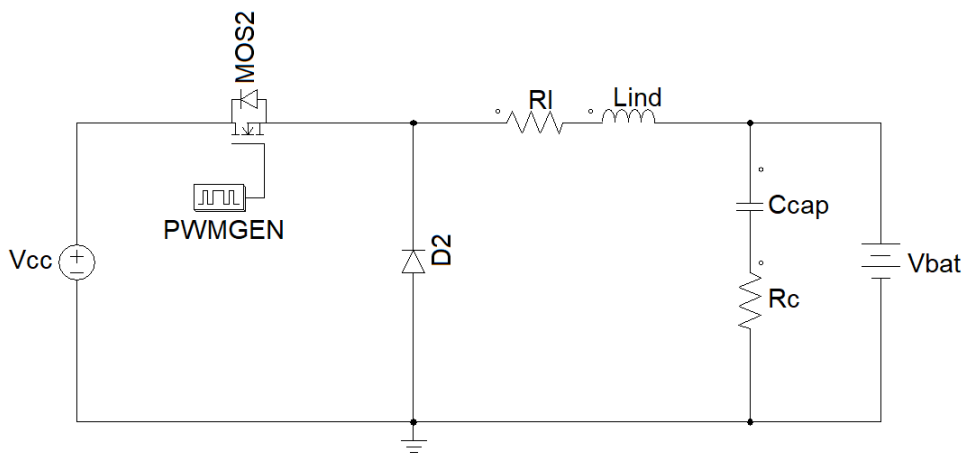 MOS2
Rl
Lind
PWMGEN
Ccap
Vcc
D2
Vbat
Rc